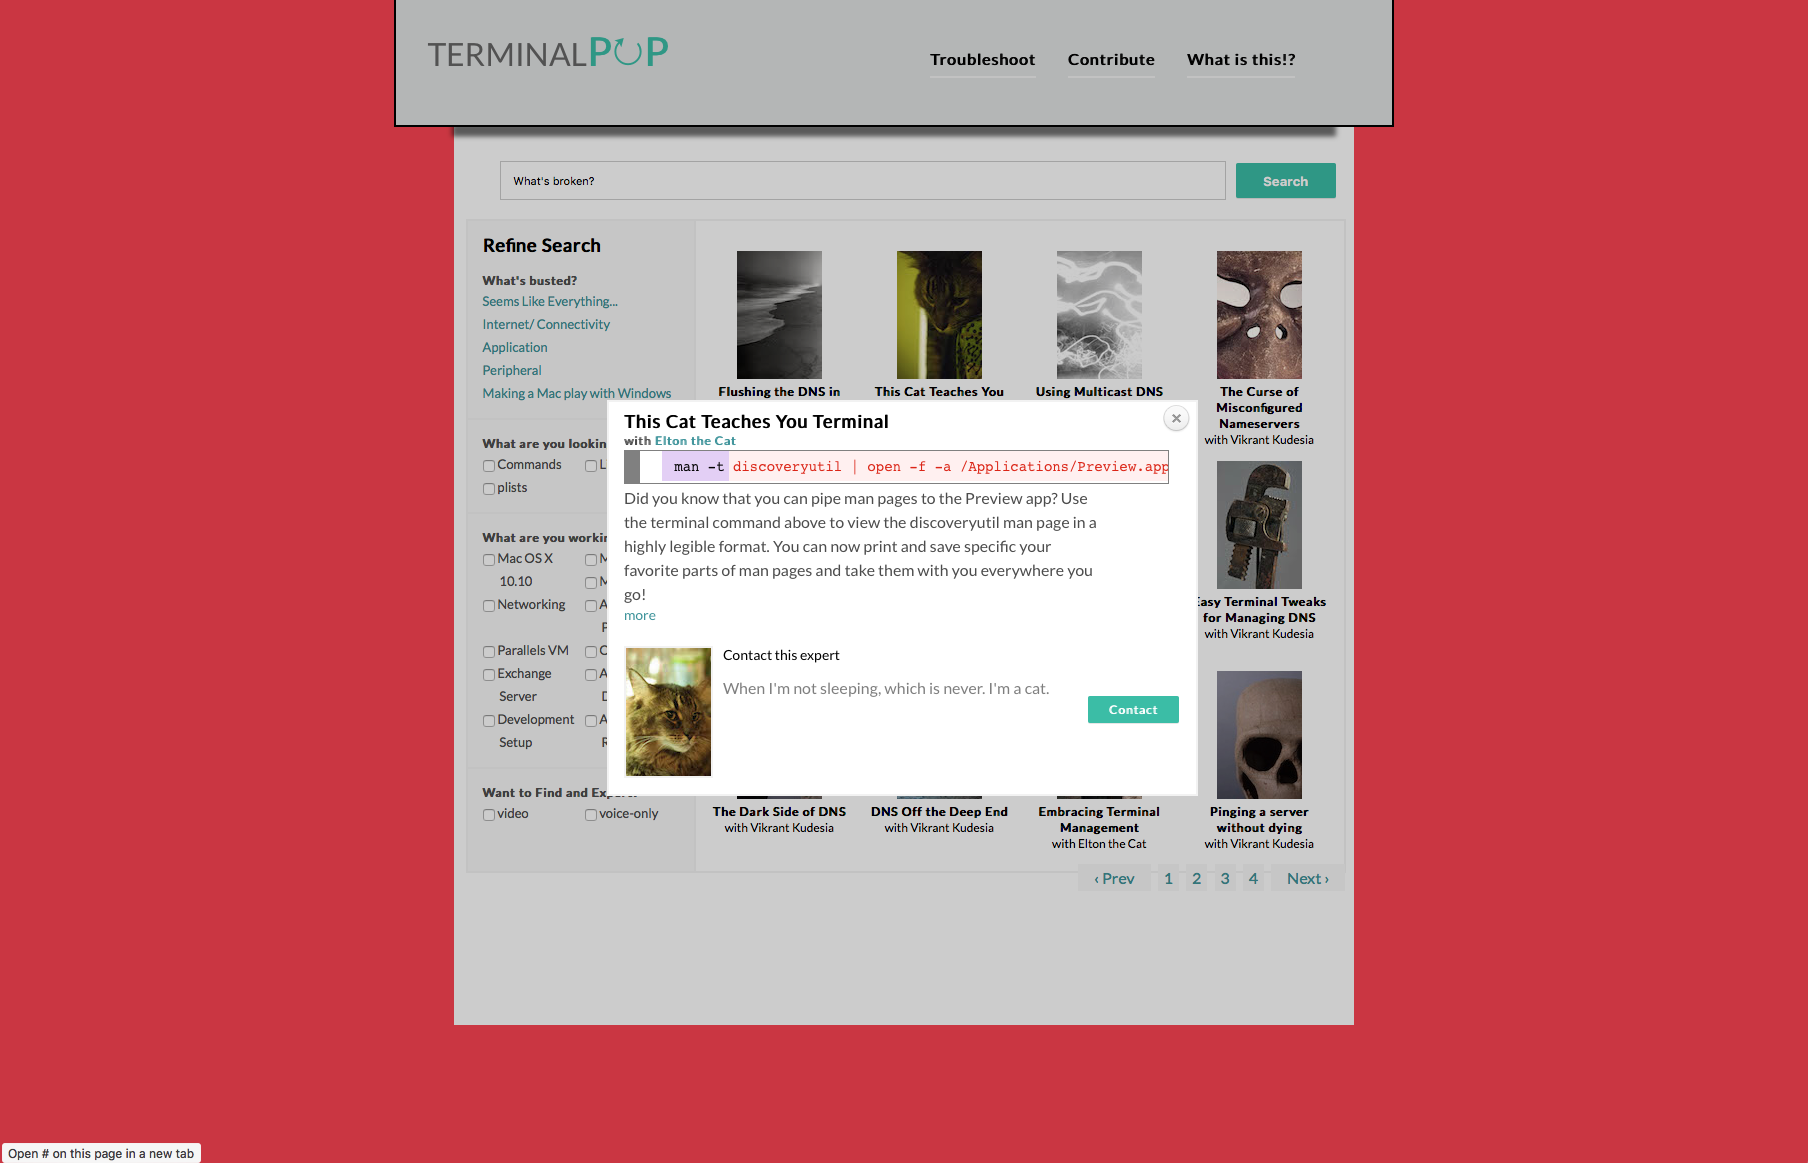 TERMINALPOP
Troubleshoot Contribute What is this!?
What's broken?
Search
Refine Search
What's busted?
Seems Like Everything...
Internet/ Connectivity
Application
Peripheral
Making a Mac play with Windows
What are you lookin
Commands L
plists
What are you workin
Mac OS X M
10.10 M
Networking A
P
Parallels VM C
Exchange A
Server D
Development A
Setup R
Want to Find and Exp
video voice-only
Flushing the DNS in
This Cat Teaches You
Using Multicast DNS
The Curse of
Misconfigured
Nameservers
with Vikrant Kudesia
Easy Terminal Tweaks
for Managing DNS
with Vikrant Kudesia
This Cat Teaches You Terminal
with Elton the Cat
man -t discoveryutil | open -f -a /Applications/Preview.app
Did you know that you can pipe man pages to the Preview app? Use
the terminal command above to view the discoveryutil man page in a
highly legible format. You can now print and save specific your
favorite parts of man pages and take them with you everywhere you
go!
more
Contact this expert
When I'm not sleeping, which is never. I'm a cat.
Contact
The Dark Side of DNS
with Vikrant Kudesia
DNS Off the Deep End
with Vikrant Kudesia
Embracing Terminal
Management
with Elton the Cat
Pinging a server
without dying
with Vikrant Kudesia
‹ Prev 1 2 3 4 Next ›
Open # on this page in a new tab